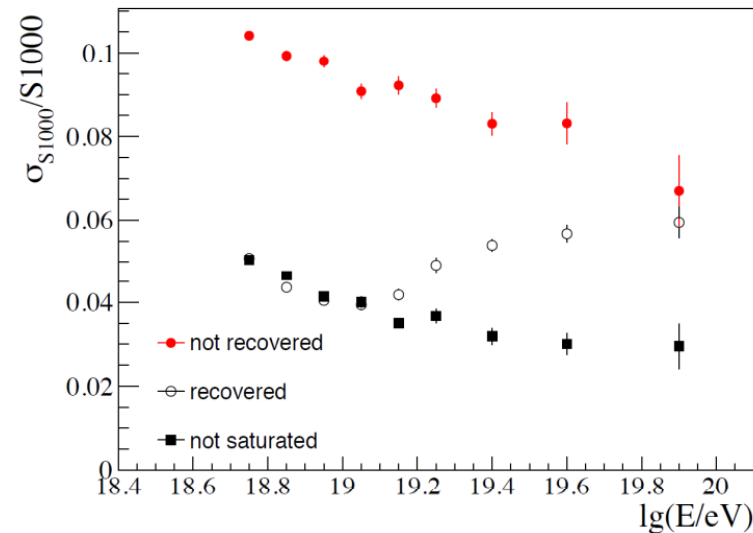 σS1000/S1000
0.1
0.08
0.06
0.04
0.02
0
not recovered
recovered
not saturated
18.4 18.6 18.8 19 19.2 19.4 19.6 19.8 20
lg(E/eV)